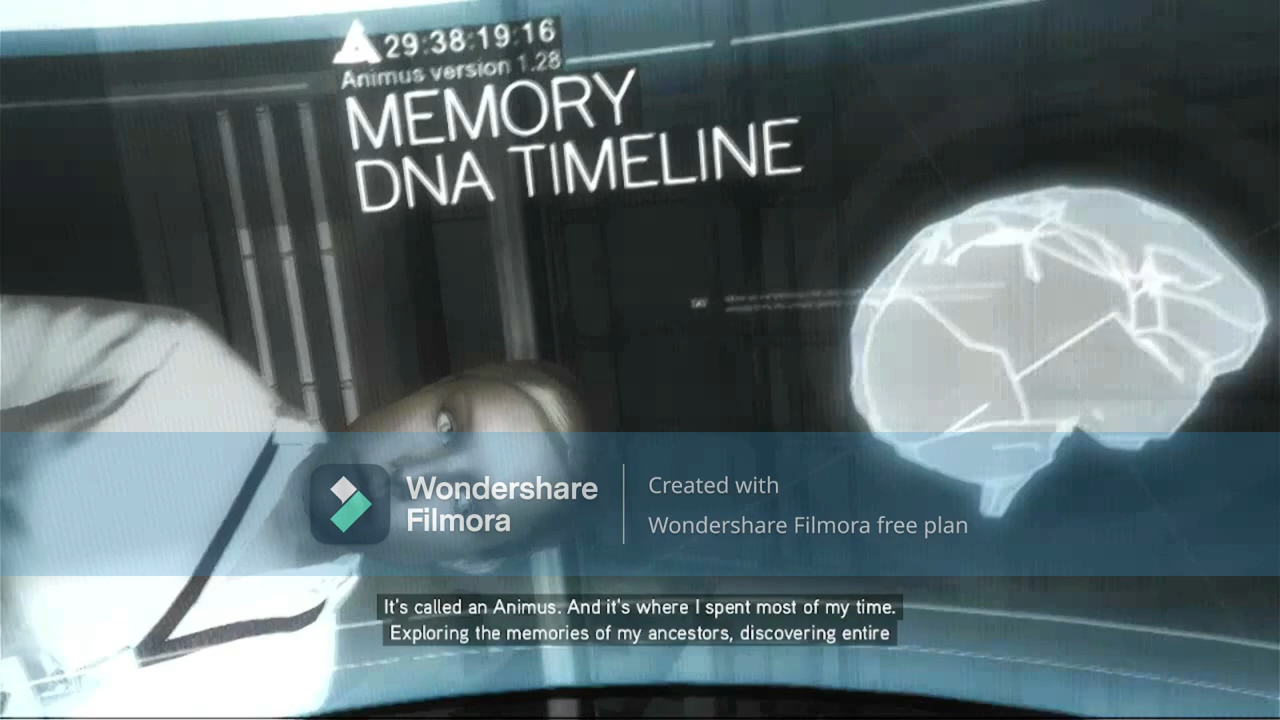 29:38:19:16
Animus version 1.28
MEMORY
DNA TIMELINE
Wondershare
Filmora
Created with
Wondershare Filmora free plan
It's called an Animus. And it's where I spent most of my time.
Exploring the memories of my ancestors, discovering entire